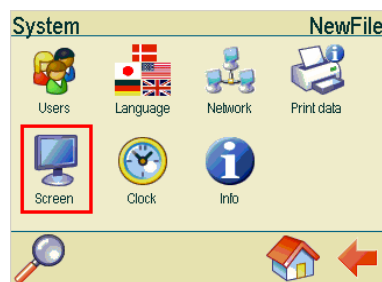 System NewFile
Users Language Network Print data
Screen Clock Info